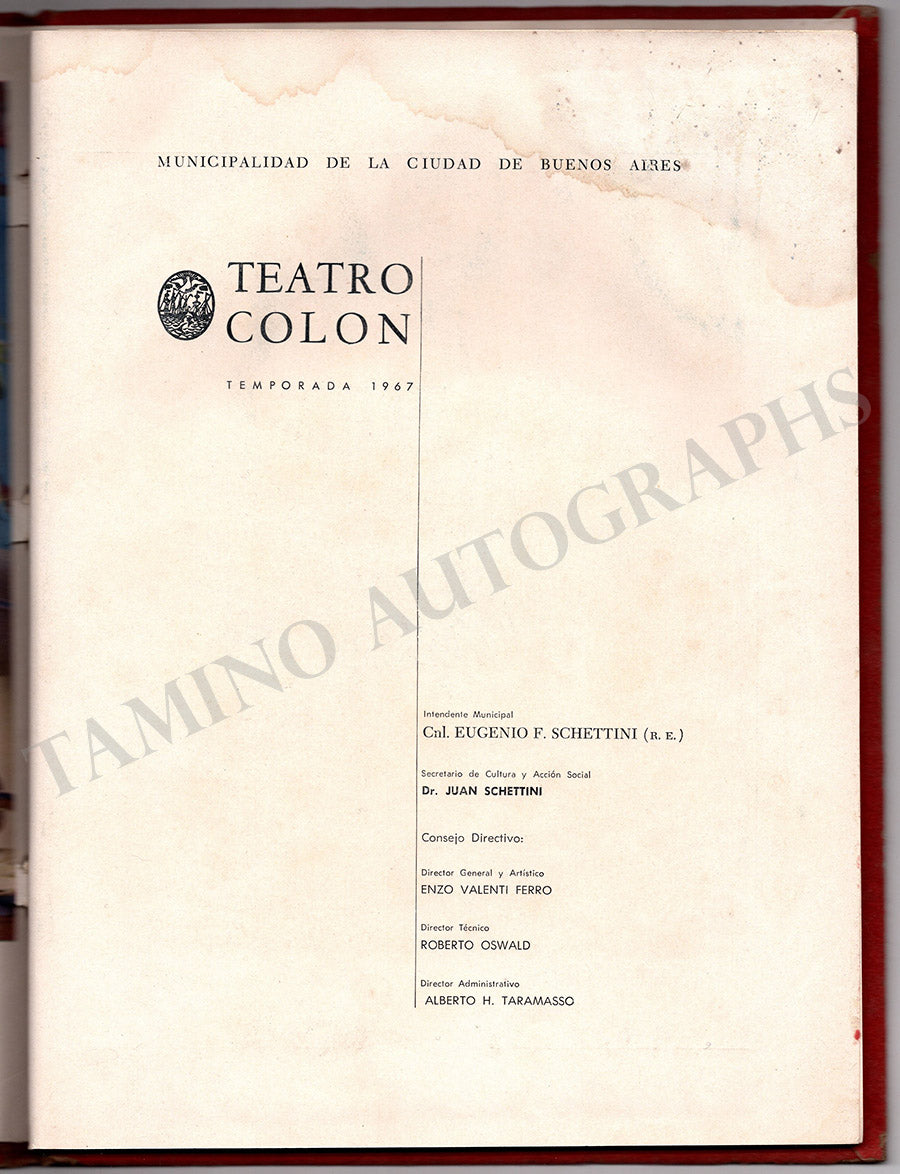 MUNICIPALIDAD DE LA CIUDAD DE BUENOS AIRES
TEATRO
COLON
TEMPORADA 1967
TAMINO AUTOGRAPHS
Intendente Municipal
Cnl. EUGENIO F. SCHETTINI (R. E.)
Secretario de Cultura y Acción Social
Dr. JUAN SCHETTINI
Consejo Directivo:
Director General y Artístico
ENZO VALENTI FERRO
Director Técnico
ROBERTO OSWALD
Director Administrativo
ALBERTO H. TARAMASSO